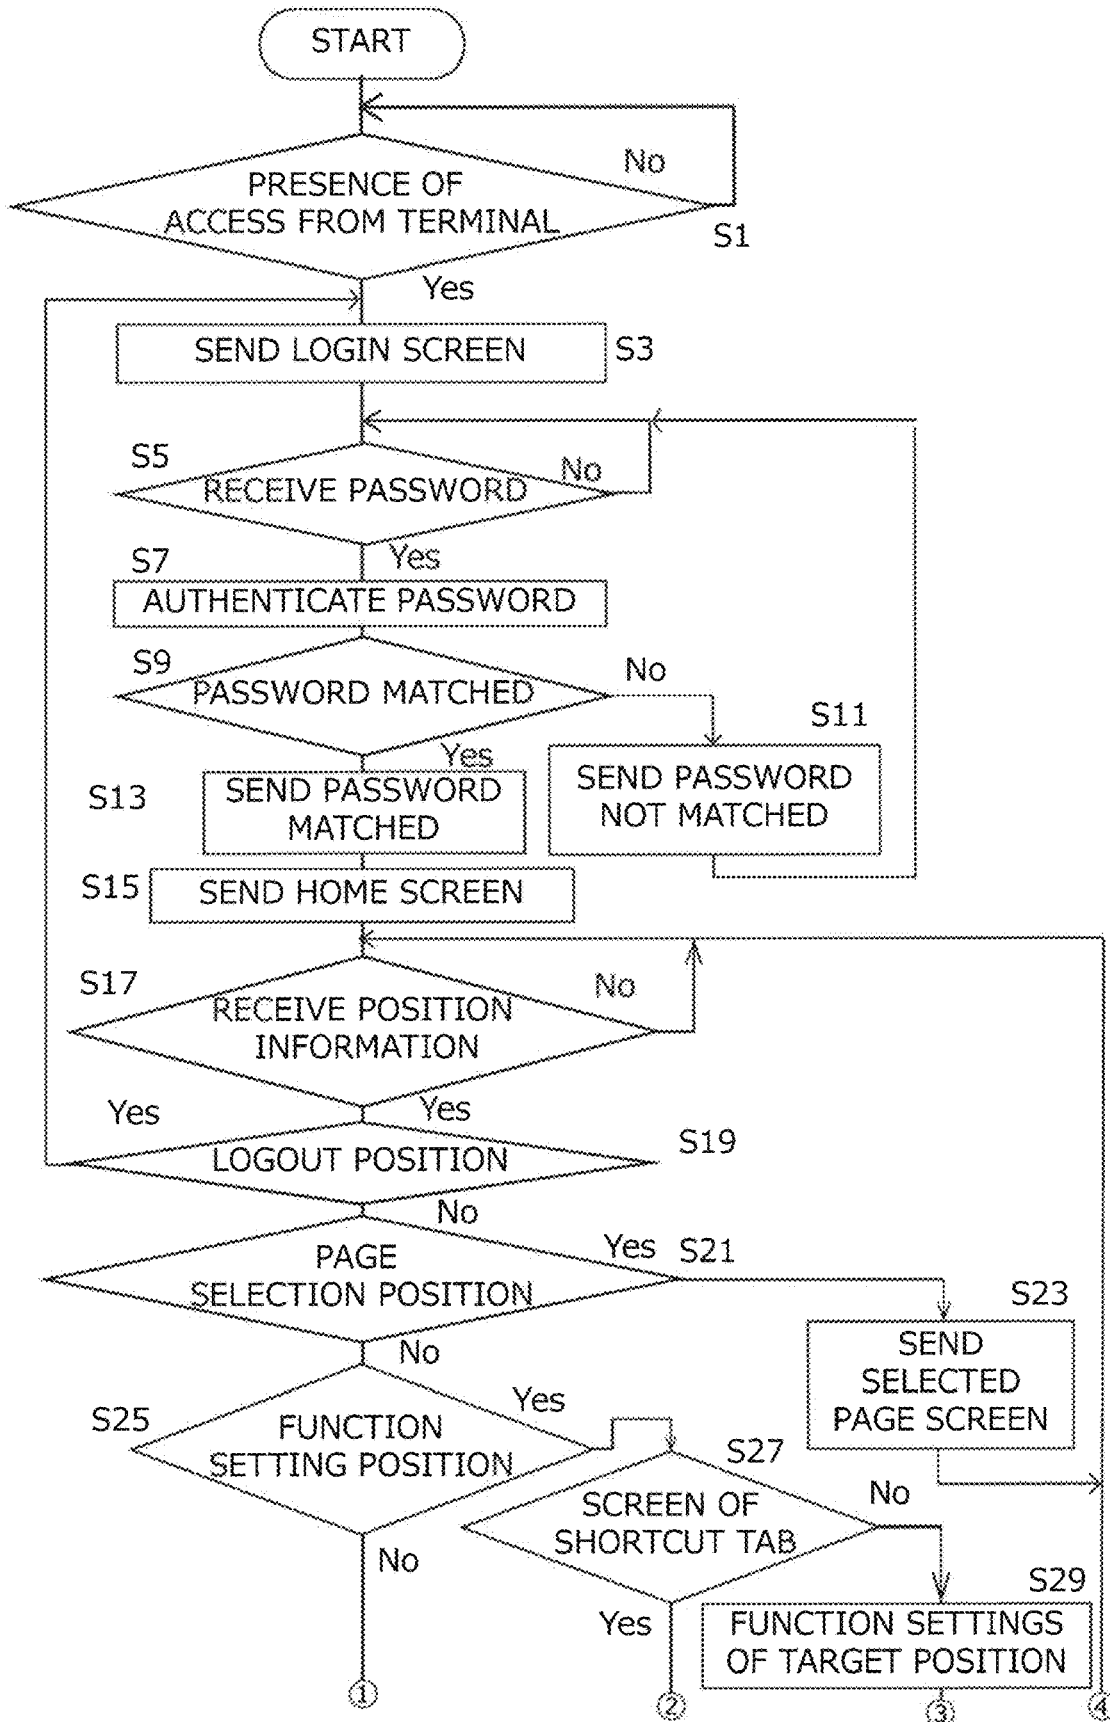 START
No
PRESENCE OF
ACCESS FROM TERMINAL
S1
Yes
SEND LOGIN SCREEN
S3
S5
No
RECEIVE PASSWORD
S7
Yes
AUTHENTICATE PASSWORD
S9
No
PASSWORD MATCHED
S11
Yes
S13
SEND PASSWORD
MATCHED
SEND PASSWORD
NOT MATCHED
S15
SEND HOME SCREEN
S17
No
RECEIVE POSITION
INFORMATION
Yes
Yes
LOGOUT POSITION
S19
No
PAGE
SELECTION POSITION
Yes
S21
S23
No
SEND
SELECTED
PAGE SCREEN
S25
Yes
FUNCTION
SETTING POSITION
S27
No
SCREEN OF
SHORTCUT TAB
No
S29
Yes
FUNCTION SETTINGS
OF TARGET POSITION
① ② ③ ④